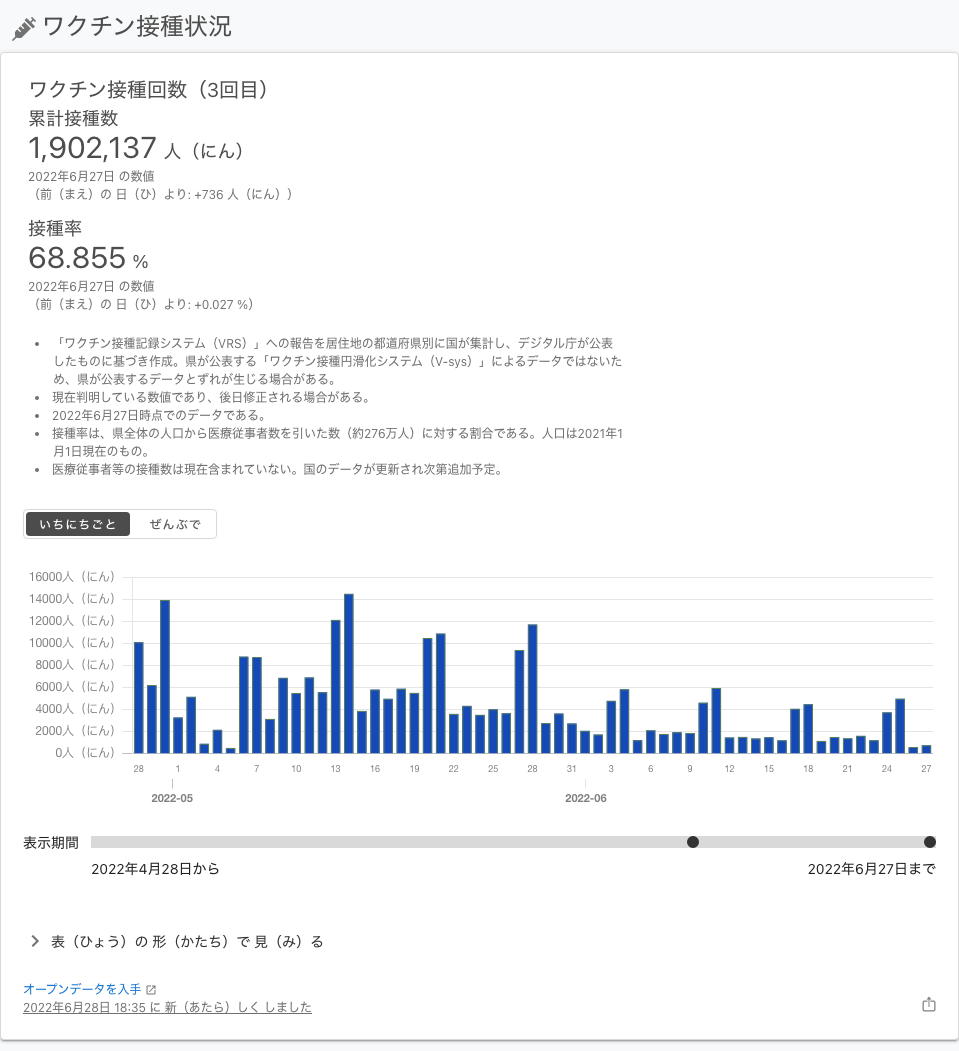 ワクチン接種状況
ワクチン接種回数（3回目）
累計接種数
1,902,137 人（にん）
2022年6月27日 の数値
（前（まえ）の 日（ひ）より: +736 人（にん））
接種率
68.855 %
2022年6月27日 の数値
（前（まえ）の 日（ひ）より: +0.027 %）
• 「ワクチン接種記録システム（VRS）」への報告を居住地の都道府県別に国が集計し、デジタル庁が公表
したものに基づき作成。県が公表する「ワクチン接種円滑化システム（V-sys）」によるデータではないた
め、県が公表するデータとずれが生じる場合がある。
• 現在判明している数値であり、後日修正される場合がある。
• 2022年6月27日時点でのデータである。
• 接種率は、県全体の人口から医療従事者数を引いた数（約276万人）に対する割合である。人口は2021年1
月1日現在のもの。
• 医療従事者等の接種数は現在含まれていない。国のデータが更新され次第追加予定。
いちにちごと ぜんぶで
16000人（にん）
14000人（にん）
12000人（にん）
10000人（にん）
8000人（にん）
6000人（にん）
4000人（にん）
2000人（にん）
0人（にん）
28 1 4 7 10 13 16 19 22 25 28 31 3 6 9 12 15 18 21 24 27
2022-05 2022-06
表示期間
2022年4月28日から 2022年6月27日まで
表（ひょう）の 形（かたち）で 見（み）る
オープンデータを入手
2022年6月28日 18:35 に 新（あたら）しく しました